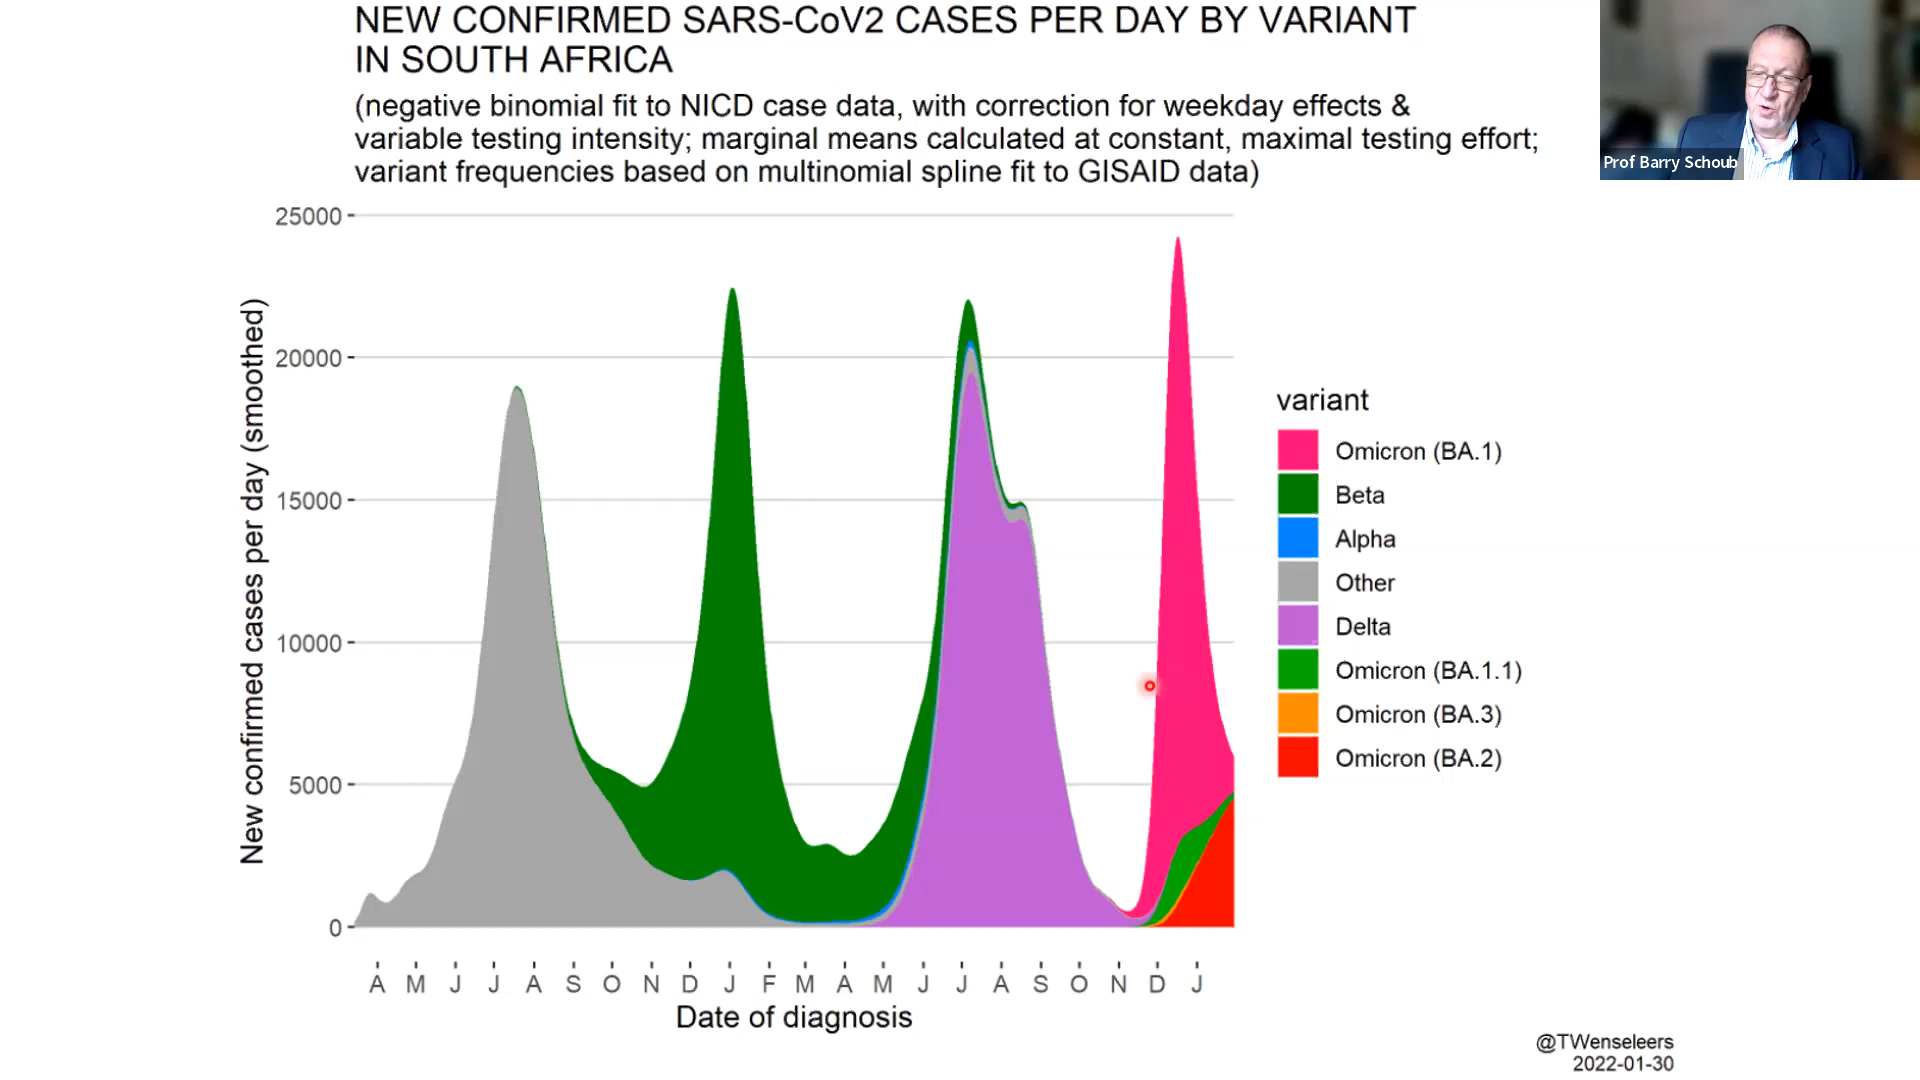 NEW CONFIRMED SARS-CoV2 CASES PER DAY BY VARIANT
IN SOUTH AFRICA
(negative binomial fit to NICD case data, with correction for weekday effects &
variable testing intensity; marginal means calculated at constant, maximal testing effort;
variant frequencies based on multinomial spline fit to GISAID data)
Prof Barry Schoub
New confirmed cases per day (smoothed)
25000
20000
15000
10000
5000
0
A M J J A S O N D J F M A M J J A S O N D J
Date of diagnosis
variant
Omicron (BA.1)
Beta
Alpha
Other
Delta
Omicron (BA.1.1)
Omicron (BA.3)
Omicron (BA.2)
@TWenseleers
2022-01-30